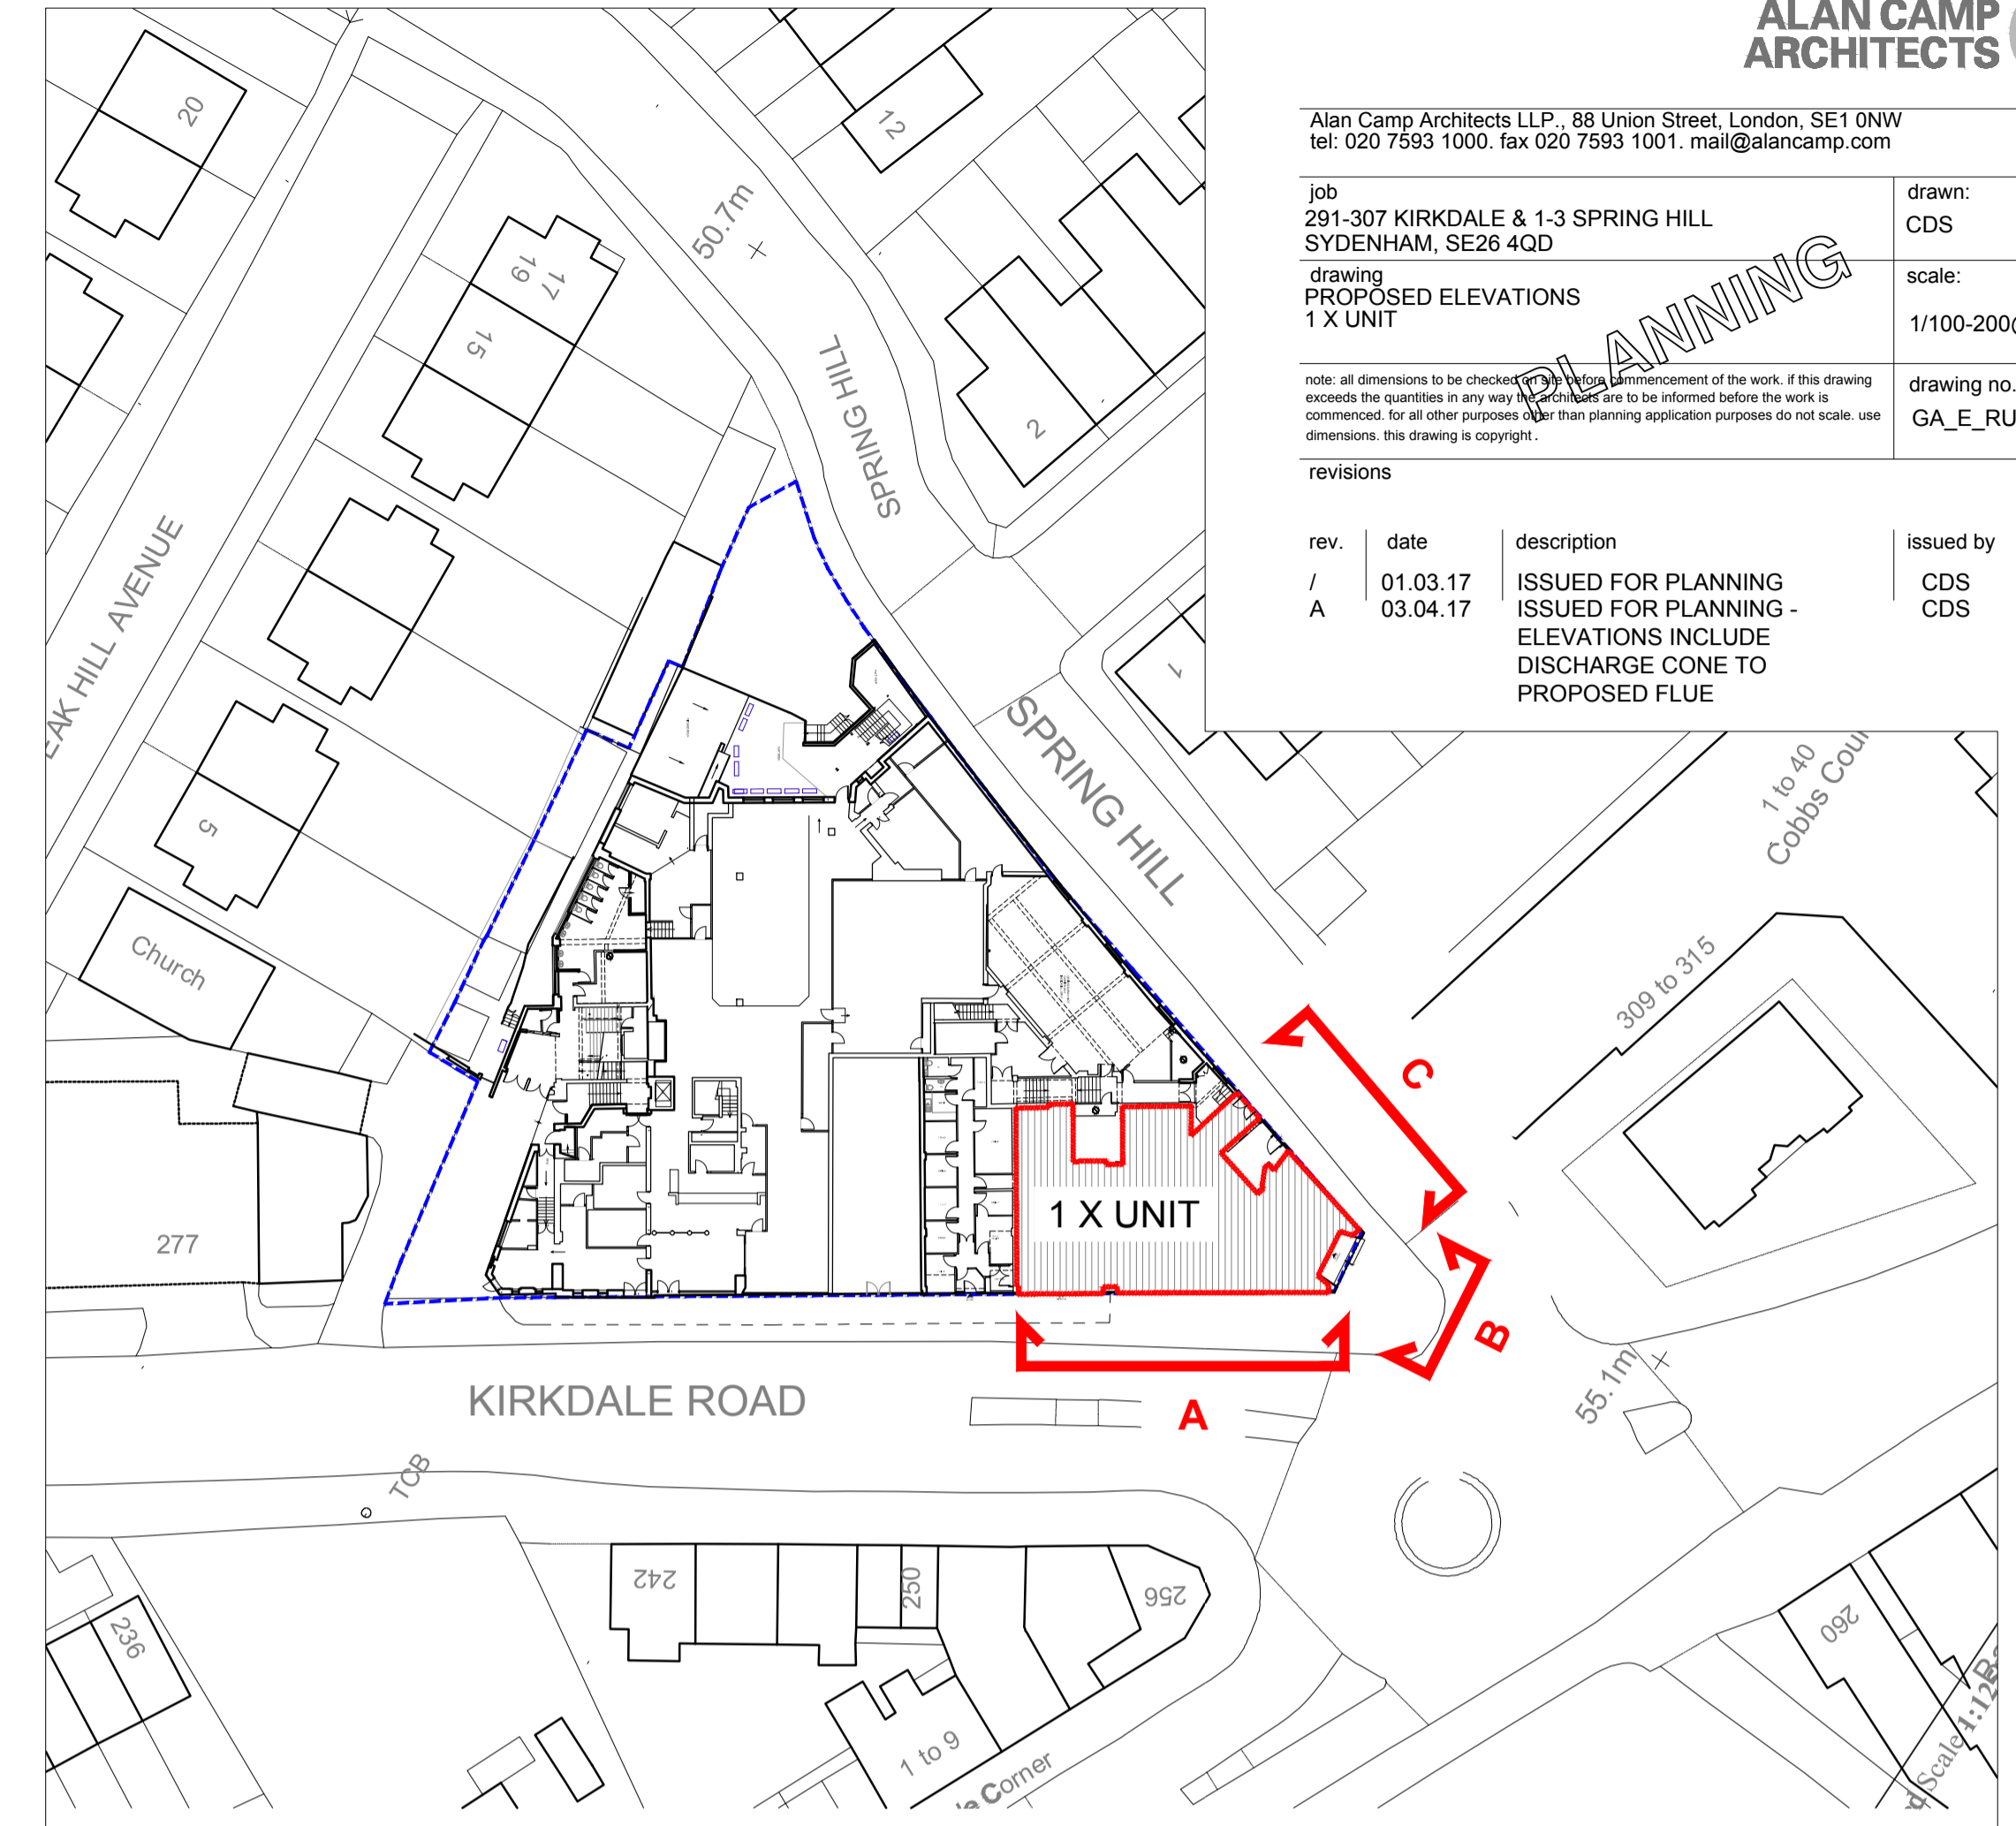 ALAN CAMP
ARCHITECTS
Alan Camp Architects LLP., 88 Union Street, London, SE1 0NW
tel: 020 7593 1000. fax 020 7593 1001. mail@alancamp.com
job
291-307 KIRKDALE & 1-3 SPRING HILL
SYDENHAM, SE26 4QD
drawn:
CDS
drawing
PROPOSED ELEVATIONS
1 X UNIT
scale:
1/100-200@
PLANNING
note: all dimensions to be checked on site before commencement of the work. if this drawing
exceeds the quantities in any way the architects are to be informed before the work is
commenced. for all other purposes other than planning application purposes do not scale. use
dimensions. this drawing is copyright.
drawing no.
GA_E_RU
revisions
rev. date description issued by
/ 01.03.17 ISSUED FOR PLANNING CDS
A 03.04.17 ISSUED FOR PLANNING - CDS
ELEVATIONS INCLUDE
DISCHARGE CONE TO
PROPOSED FLUE
20
12
50.7m
17
19
15
SPRING HILL
2
EAK HILL AVENUE
1
SPRING HILL
1 to 40
Cobbs Cour
5
Church
309 to 315
C
1 X UNIT
277
B
55.1m
KIRKDALE ROAD
A
TCB
242
250
256
236
260
1 to 9
Corner
Scale 1:125